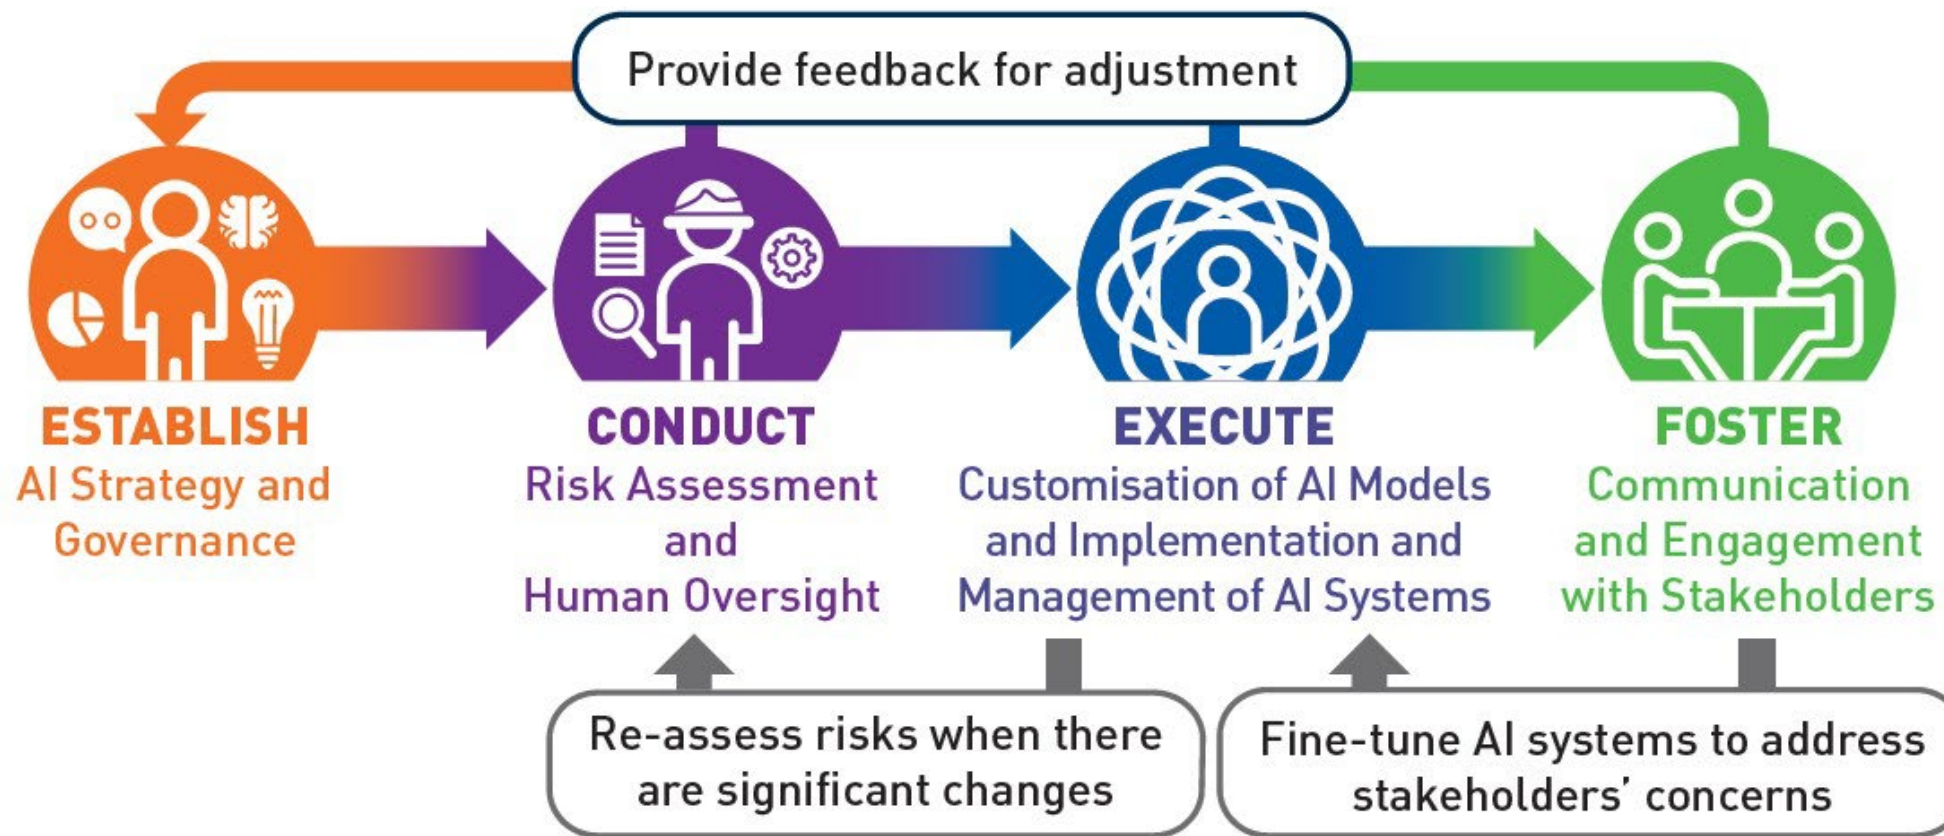 Provide feedback for adjustment
ESTABLISH
AI Strategy and
Governance
CONDUCT
Risk Assessment
and
Human Oversight
EXECUTE
Customisation of AI Models
and Implementation and
Management of AI Systems
FOSTER
Communication
and Engagement
with Stakeholders
Re-assess risks when there
are significant changes
Fine-tune AI systems to address
stakeholders’ concerns